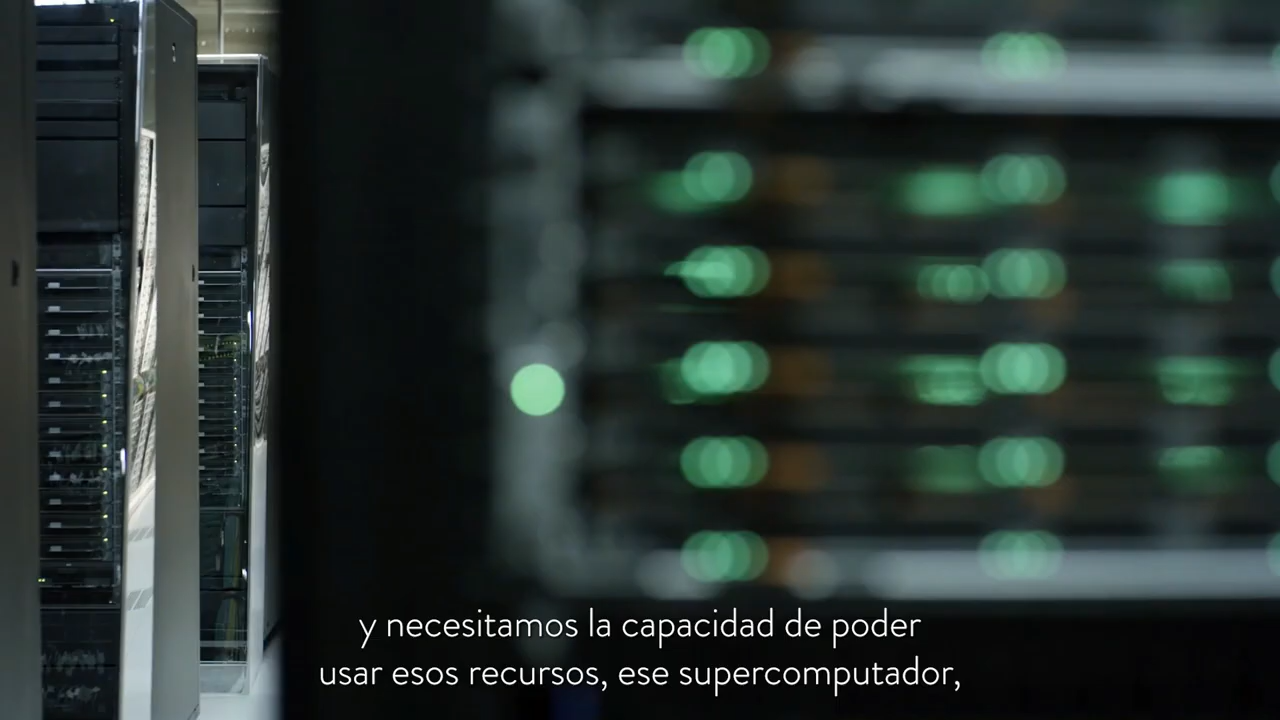 y necesitamos la capacidad de poder
usar esos recursos, ese supercomputador,